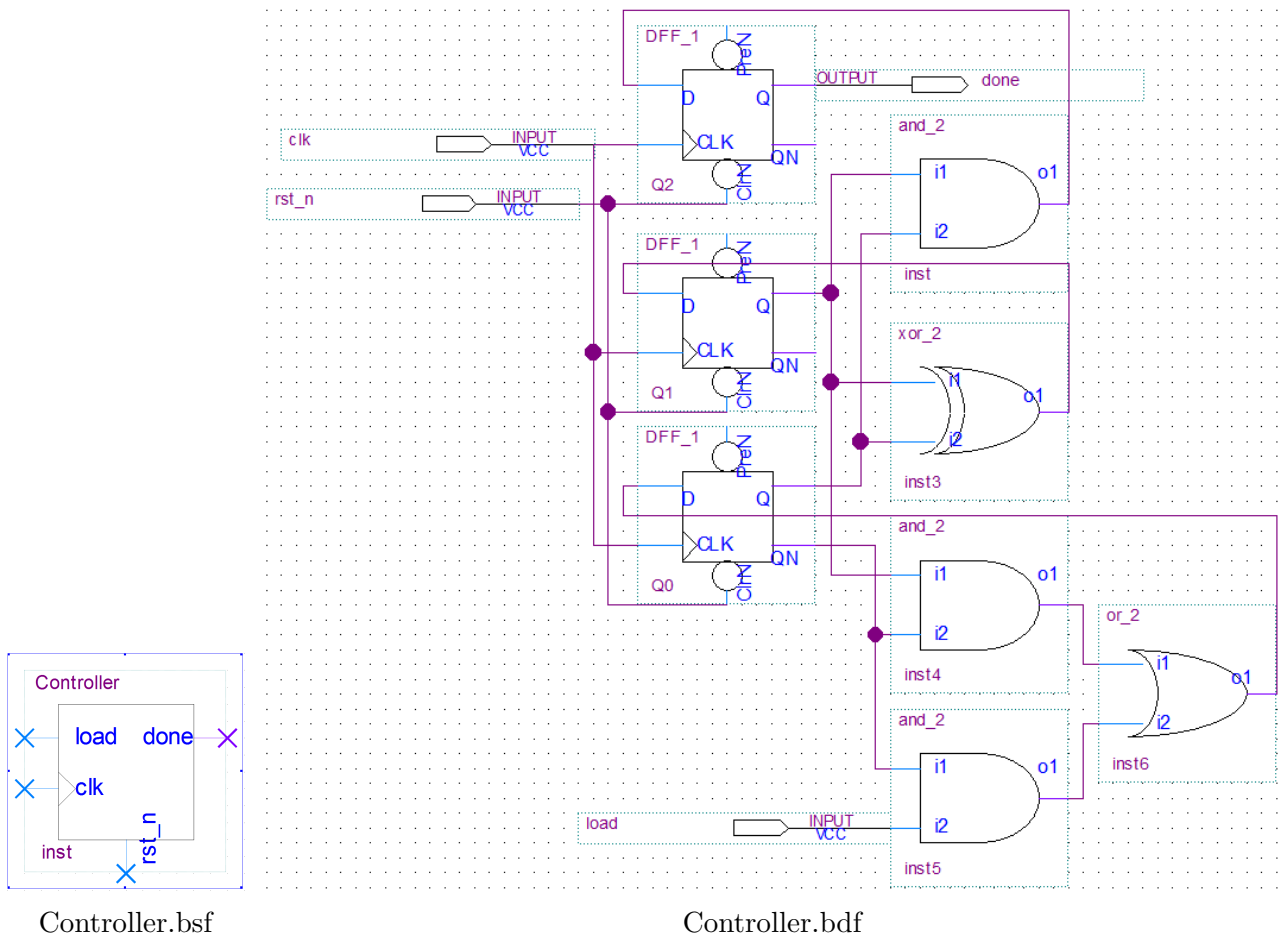 DFF_1
PreN
D
Q
CLK
QN
ClrN
Q2
OUTPUT
done
clk
INPUT
VCC
rst_n
INPUT
VCC
and_2
i1
o1
i2
inst
DFF_1
PreN
D
Q
CLK
QN
ClrN
Q1
xor_2
i1
o1
i2
inst3
DFF_1
PreN
D
Q
CLK
QN
ClrN
Q0
and_2
i1
o1
i2
inst4
or_2
i1
o1
i2
inst6
and_2
i1
o1
i2
inst5
load
INPUT
VCC
Controller
load done
clk
rst_n
inst
Controller.bsf
Controller.bdf